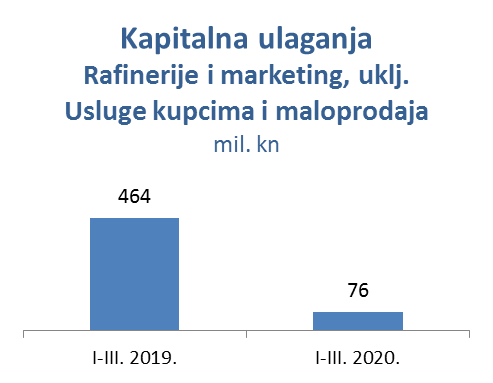 Kapitalna ulaganja
Rafinerije i marketing, uklj.
Usluge kupcima i maloprodaja
mil. kn
464
76
I-III. 2019.
I-III. 2020.